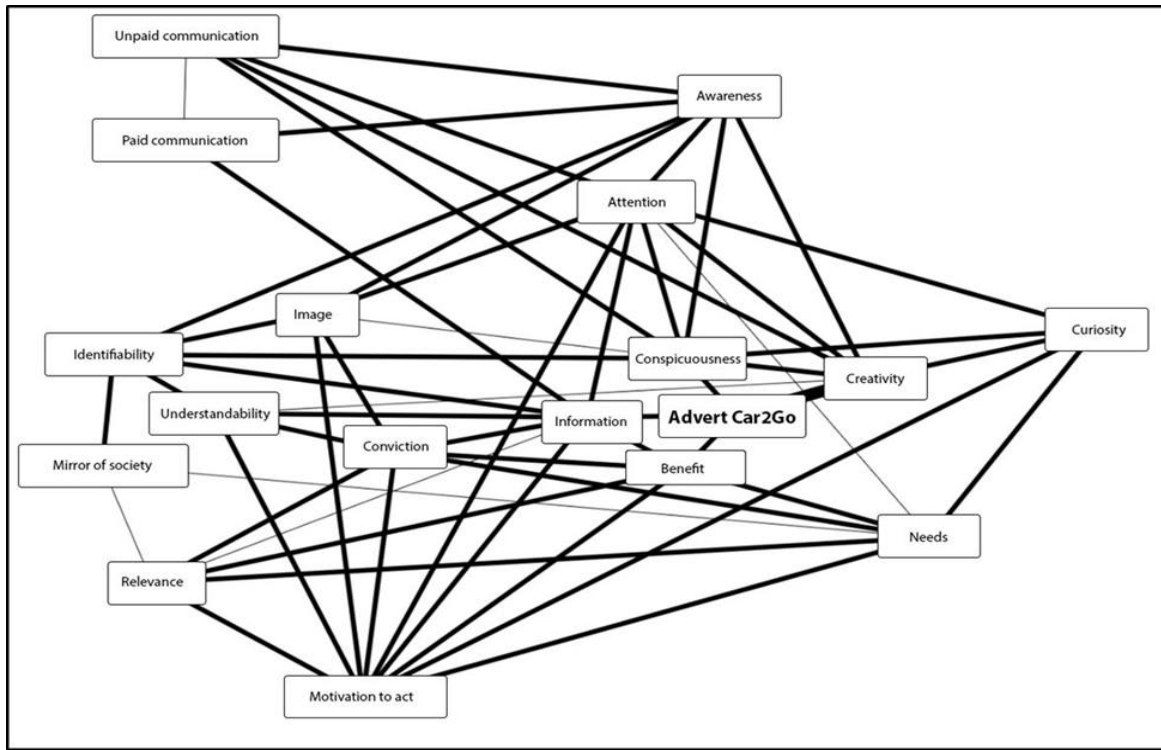 Unpaid communication
Awareness
Paid communication
Attention
Image
Curiosity
Identifiability
Conspicuousness
Creativity
Understandability
Information
Advert Car2Go
Conviction
Mirror of society
Benefit
Needs
Relevance
Motivation to act